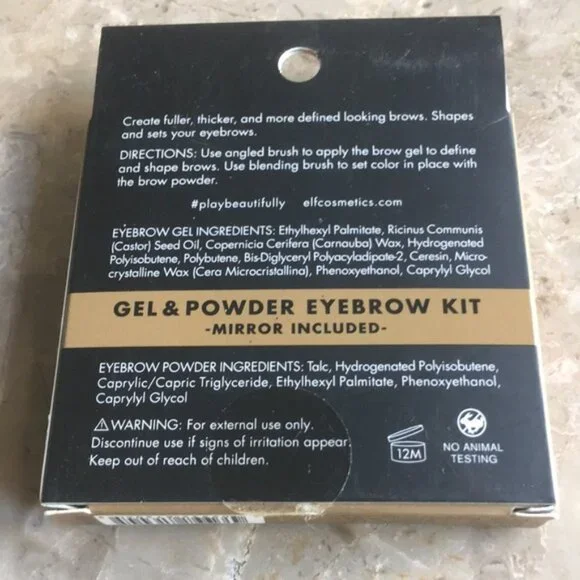 Create fuller, thicker, and more defined looking brows. Shapes
and sets your eyebrows.
DIRECTIONS: Use angled brush to apply the brow gel to define
and shape brows. Use blending brush to set color in place with
the brow powder.
#playbeautifully elfcosmetics.com
EYEBROW GEL INGREDIENTS: Ethylhexyl Palmitate, Ricinus Communis
(Castor) Seed Oil, Copernicia Cerifera (Carnauba) Wax, Hydrogenated
Polyisobutene, Polybutene, Bis-Diglyceryl Polyacyladipate-2, Ceresin, Micro-
crystalline Wax (Cera Microcristallina), Phenoxyethanol, Caprylyl Glycol
GEL & POWDER EYEBROW KIT
-MIRROR INCLUDED-
EYEBROW POWDER INGREDIENTS: Talc, Hydrogenated Polyisobutene,
Caprylic/Capric Triglyceride, Ethylhexyl Palmitate, Phenoxyethanol,
Caprylyl Glycol
⚠WARNING: For external use only.
Discontinue use if signs of irritation appear.
Keep out of reach of children.
12M
NO ANIMAL
TESTING